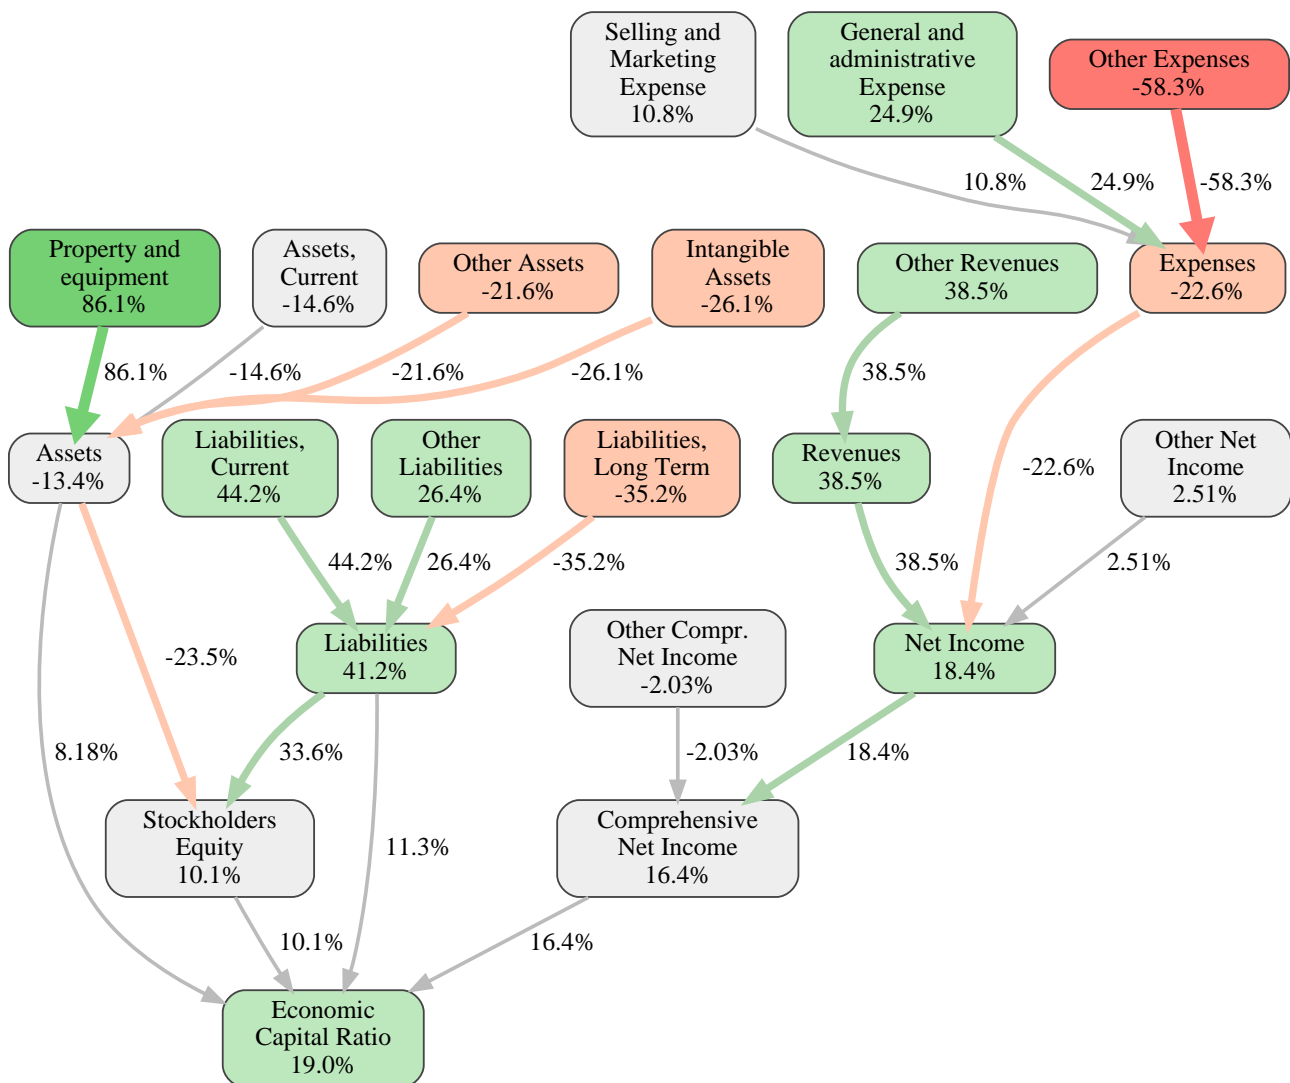 Selling and
Marketing
Expense
10.8%
General and
administrative
Expense
24.9%
Other Expenses
-58.3%
10.8%
24.9%
-58.3%
Property and
equipment
86.1%
Assets,
Current
-14.6%
Other Assets
-21.6%
Intangible
Assets
-26.1%
Other Revenues
38.5%
Expenses
-22.6%
86.1%
-14.6%
-21.6%
-26.1%
38.5%
-22.6%
Assets
-13.4%
Liabilities,
Current
44.2%
Other
Liabilities
26.4%
Liabilities,
Long Term
-35.2%
Revenues
38.5%
Other Net
Income
2.51%
44.2%
26.4%
-35.2%
38.5%
2.51%
-23.5%
Liabilities
41.2%
Other Compr.
Net Income
-2.03%
Net Income
18.4%
8.18%
33.6%
-2.03%
18.4%
Stockholders
Equity
10.1%
11.3%
Comprehensive
Net Income
16.4%
10.1%
16.4%
Economic
Capital Ratio
19.0%